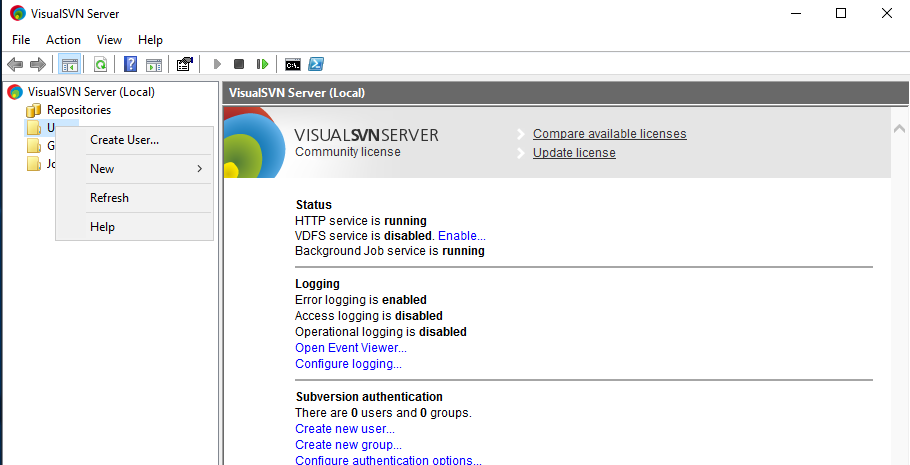 VisualSVN Server
File Action View Help
VisualSVN Server (Local)
Repositories
U
G
Jo
Create User...
New
Refresh
Help
VisualSVN Server (Local)
VISUALSVNSERVER
Community license
Compare available licenses
Update license
Status
HTTP service is running
VDFS service is disabled. Enable...
Background Job service is running
Logging
Error logging is enabled
Access logging is disabled
Operational logging is disabled
Open Event Viewer...
Configure logging...
Subversion authentication
There are 0 users and 0 groups.
Create new user...
Create new group...
Configure authentication options...